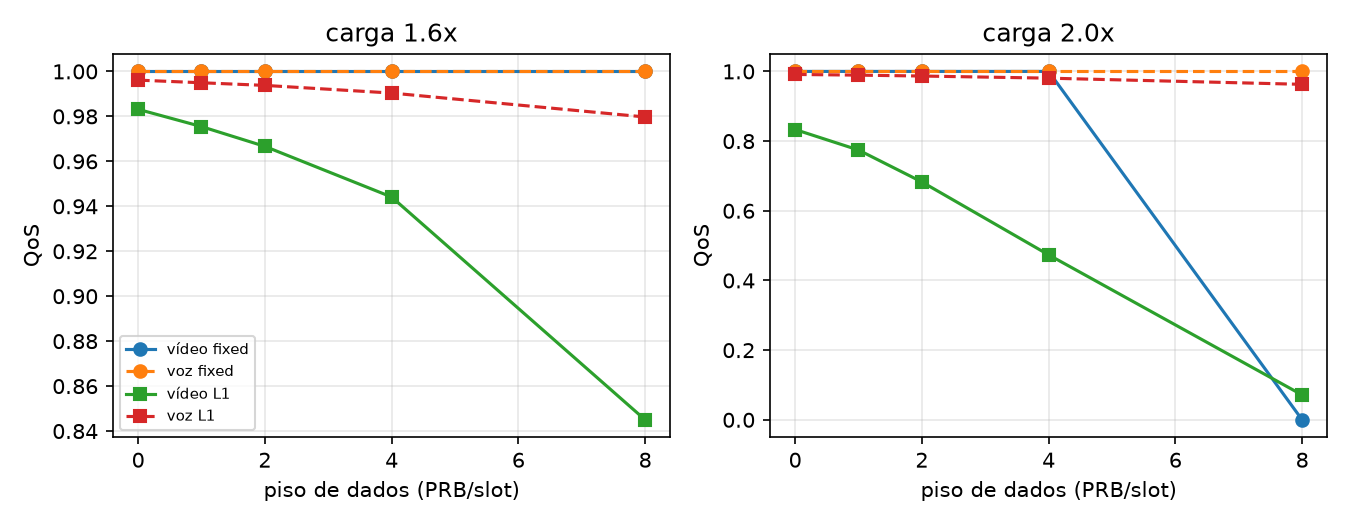 carga 1.6x
QoS
1.00
0.98
0.96
0.94
0.92
0.90
0.88
0.86
0.84
vídeo fixed
voz fixed
vídeo L1
voz L1
0 2 4 6 8
piso de dados (PRB/slot)
carga 2.0x
QoS
1.0
0.8
0.6
0.4
0.2
0.0
0 2 4 6 8
piso de dados (PRB/slot)